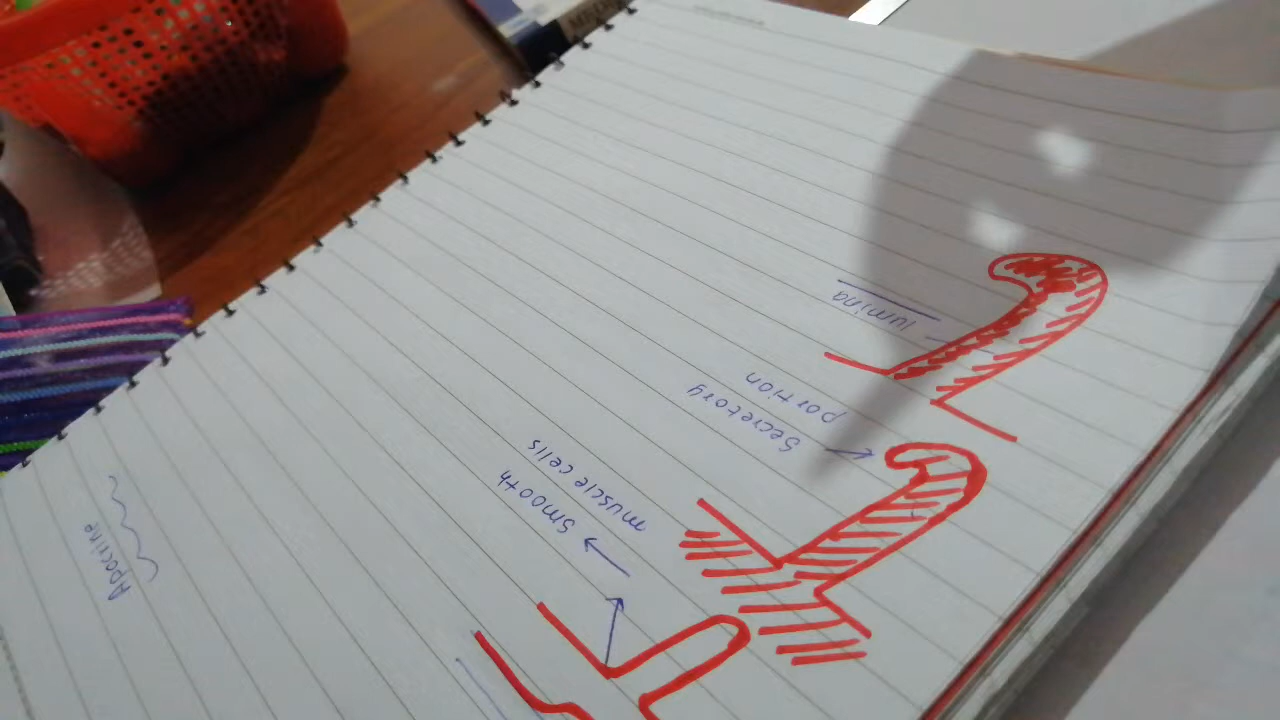 Apocrine
Smooth
muscle cells
Secretory
portion
lumina